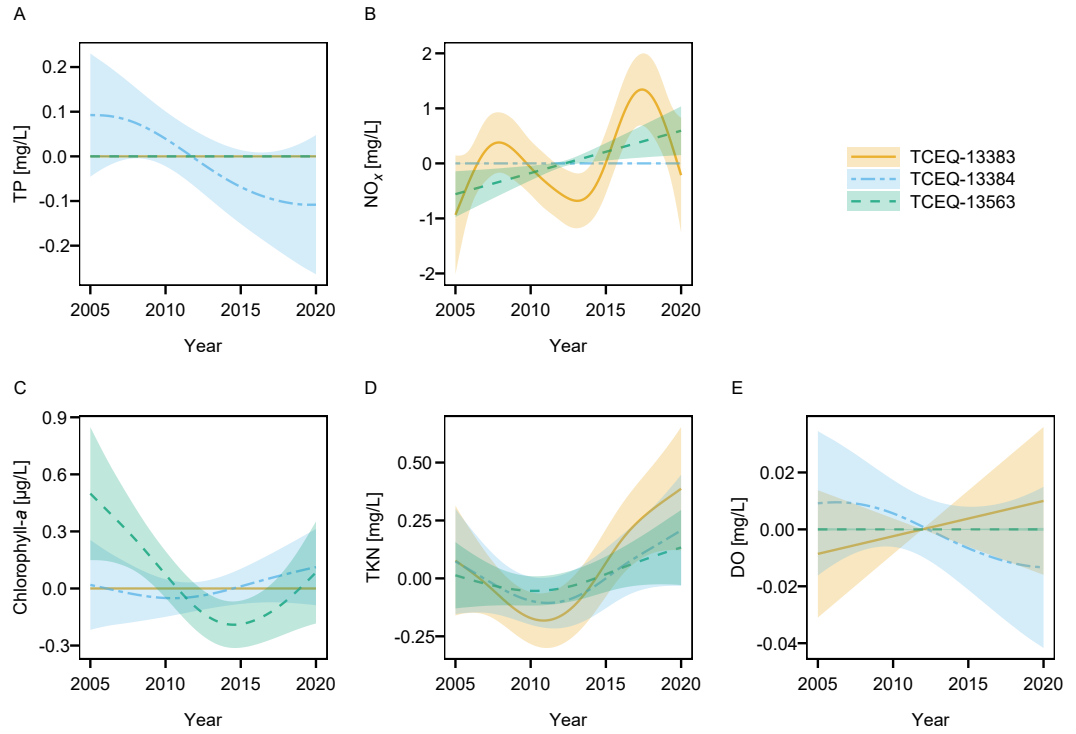 A
B
TP [mg/L]
0.2
0.1
0.0
-0.1
-0.2
2005 2010 2015 2020
Year
NOx [mg/L]
2
1
0
-1
-2
2005 2010 2015 2020
Year
TCEQ-13383
TCEQ-13384
TCEQ-13563
C
D
E
Chlorophyll-a [μg/L]
0.9
0.6
0.3
0.0
-0.3
2005 2010 2015 2020
Year
TKN [mg/L]
0.50
0.25
0.00
-0.25
2005 2010 2015 2020
Year
DO [mg/L]
0.02
0.00
-0.02
-0.04
2005 2010 2015 2020
Year